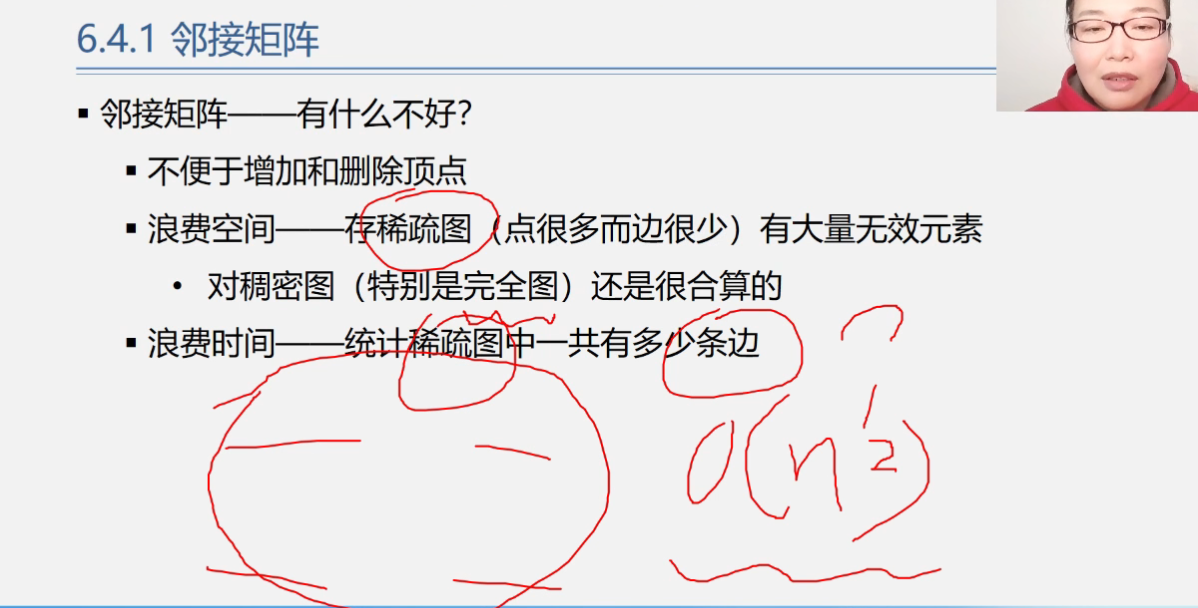 6.4.1 邻接矩阵
▪ 邻接矩阵——有什么不好？
▪ 不便于增加和删除顶点
▪ 浪费空间——存稀疏图（点很多而边很少）有大量无效元素
• 对稠密图（特别是完全图）还是很合算的
▪ 浪费时间——统计稀疏图中一共有多少条边
O(n²)